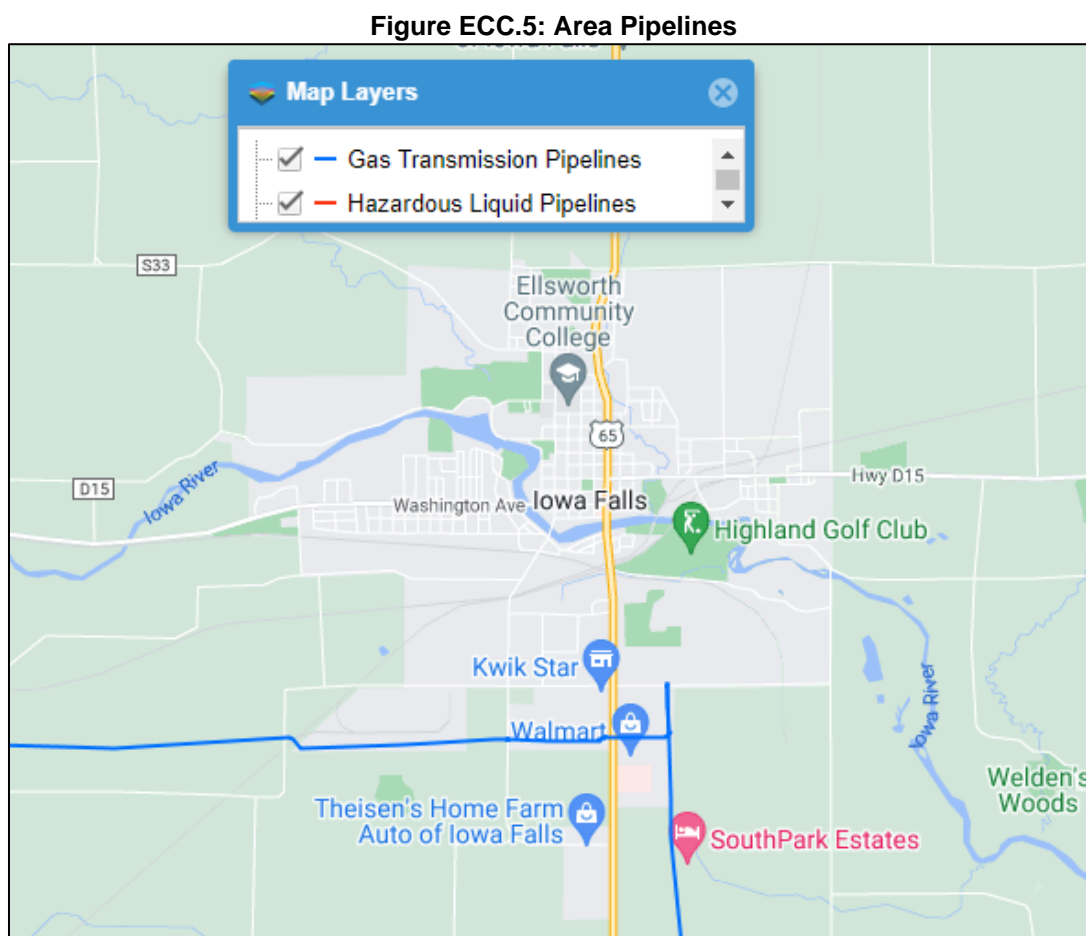 Figure ECC.5: Area Pipelines
Map Layers
Gas Transmission Pipelines
Hazardous Liquid Pipelines
S33
Ellsworth
Community
College
65
D15
Iowa River
Washington Ave
Iowa Falls
Hwy D15
Highland Golf Club
Kwik Star
Iowa River
Walmart
Welden's
Woods
Theisen's Home Farm
Auto of Iowa Falls
SouthPark Estates